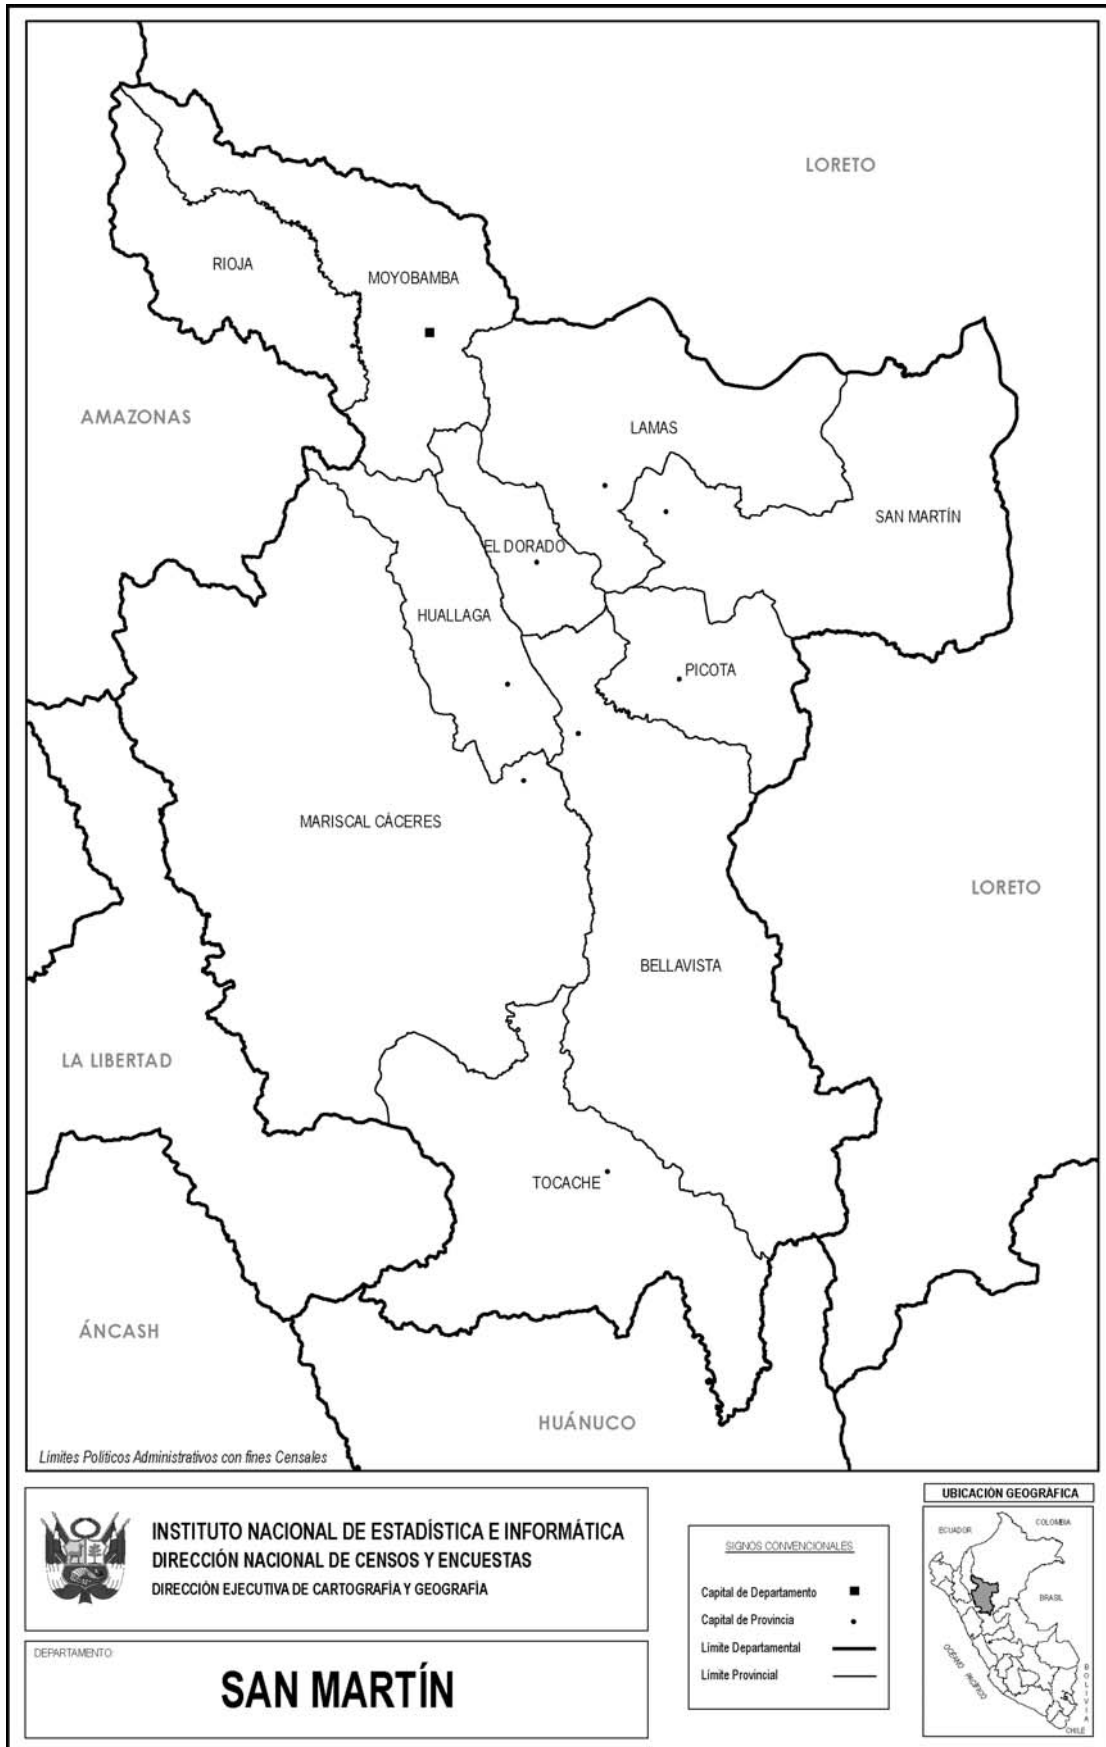 LORETO
RIOJA
MOYOBAMBA
AMAZONAS
LAMAS
SAN MARTÍN
EL DORADO
HUALLAGA
PICOTA
MARISCAL CÁCERES
LORETO
BELLAVISTA
LA LIBERTAD
TOCACHE
ÁNCASH
HUÁNUCO
Límites Políticos Administrativos con fines Censales
INSTITUTO NACIONAL DE ESTADÍSTICA E INFORMÁTICA
DIRECCIÓN NACIONAL DE CENSOS Y ENCUESTAS
DIRECCIÓN EJECUTIVA DE CARTOGRAFÍA Y GEOGRAFÍA
DEPARTAMENTO:
SAN MARTÍN
SIGNOS CONVENCIONALES
Capital de Departamento
Capital de Provincia
Límite Departamental
Límite Provincial
UBICACIÓN GEOGRÁFICA
ECUADOR
COLOMBIA
BRASIL
OCÉANO PACÍFICO
BOLIVIA
CHILE